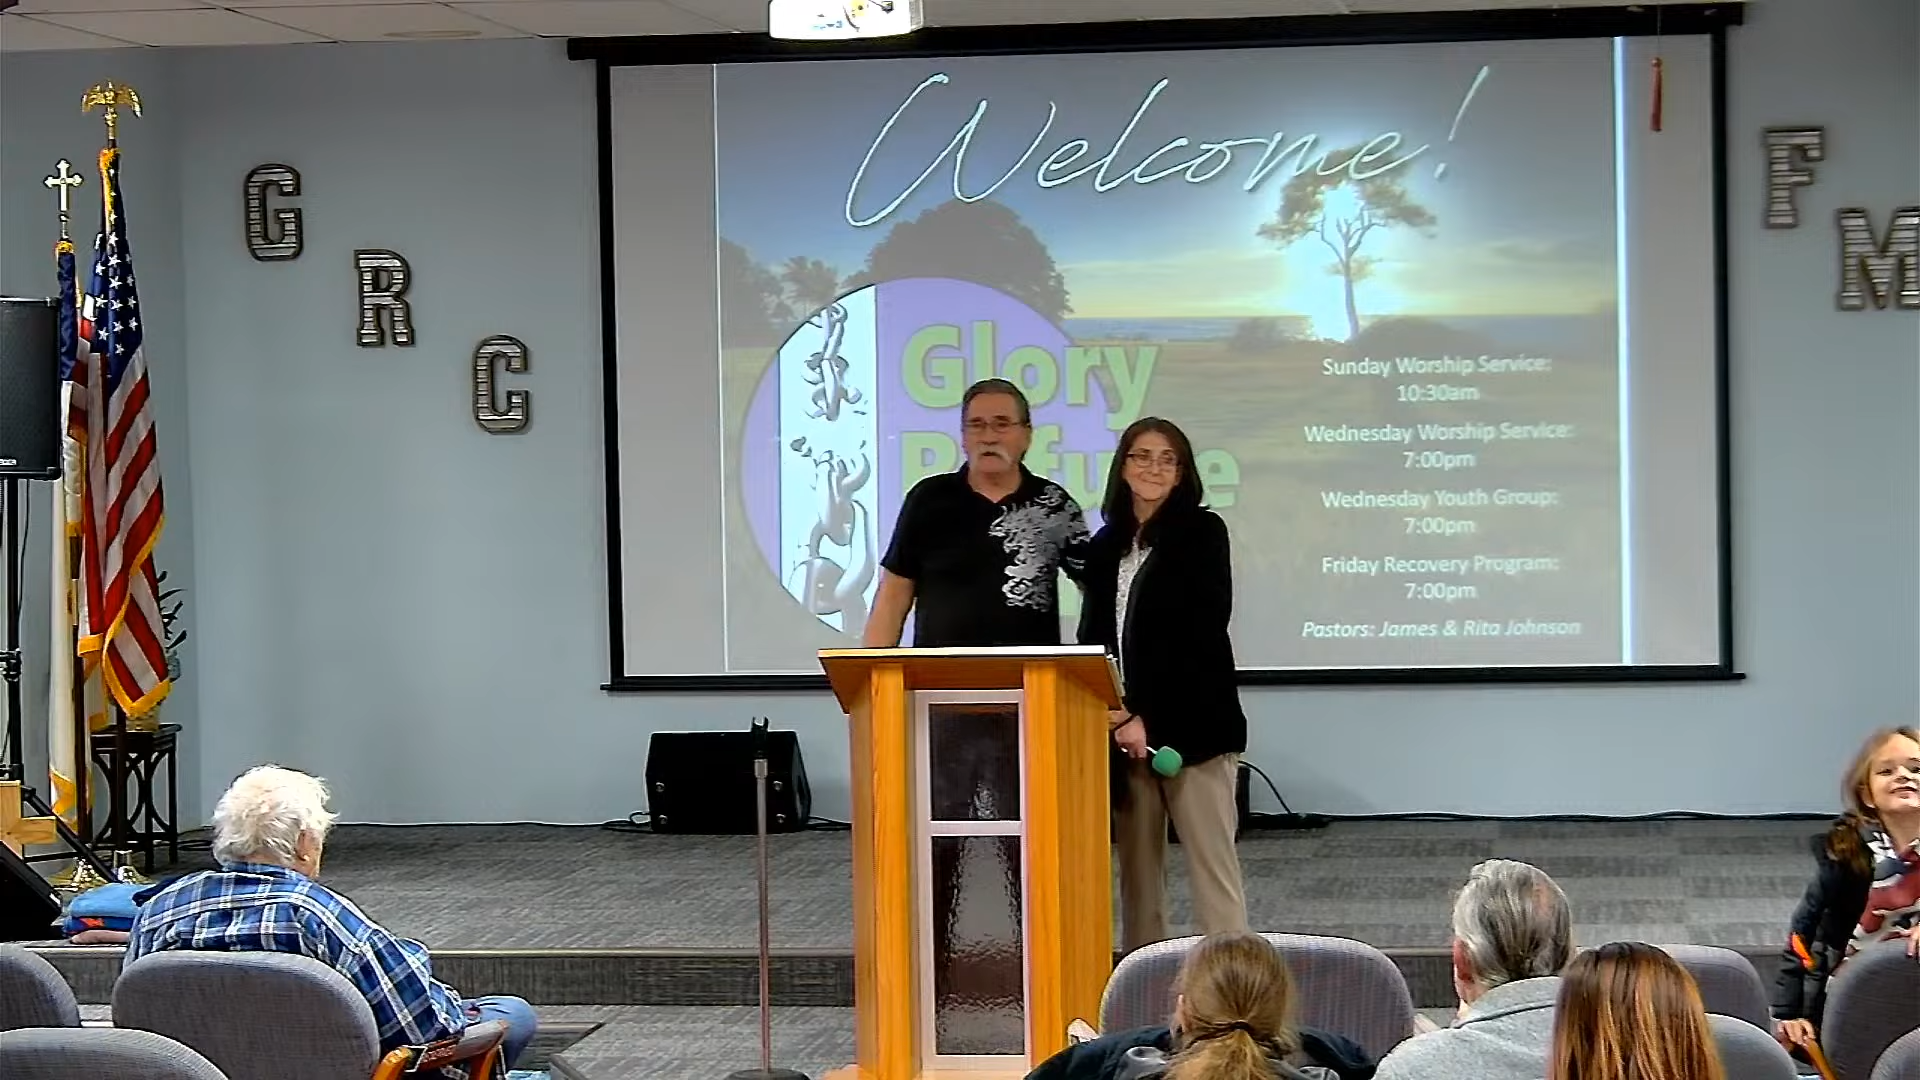 Welcome!
G
R
C
F
M
Glory
Sunday Worship Service:
10:30am
Wednesday Worship Service:
7:00pm
Wednesday Youth Group:
7:00pm
Friday Recovery Program:
7:00pm
Pastors: James & Rita Johnson